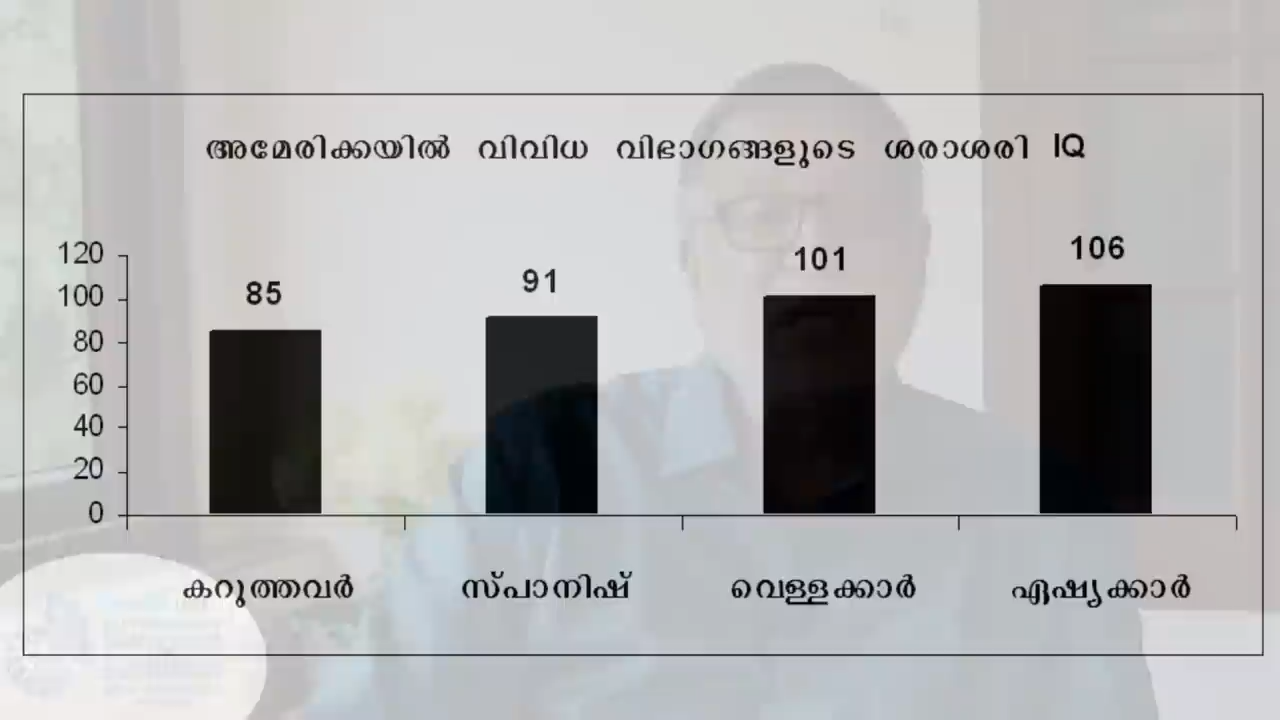 അമേരിക്കയിൽ വിവിധ വിഭാഗങ്ങളുടെ ശരാശരി IQ
120
100
80
60
40
20
0
85
91
101
106
കറുത്തവർ
സ്പാനിഷ്
വെള്ളക്കാർ
ഏഷ്യക്കാർ